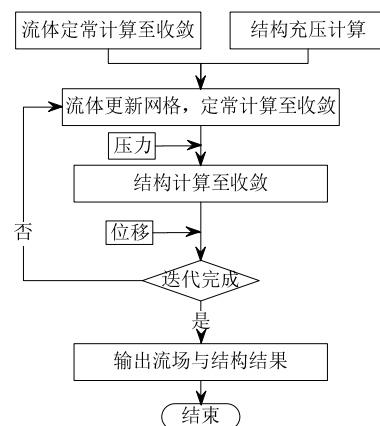 流体定常计算至收敛
结构充压计算
流体更新网格，定常计算至收敛
压力
结构计算至收敛
位移
否
迭代完成
是
输出流场与结构结果
结束